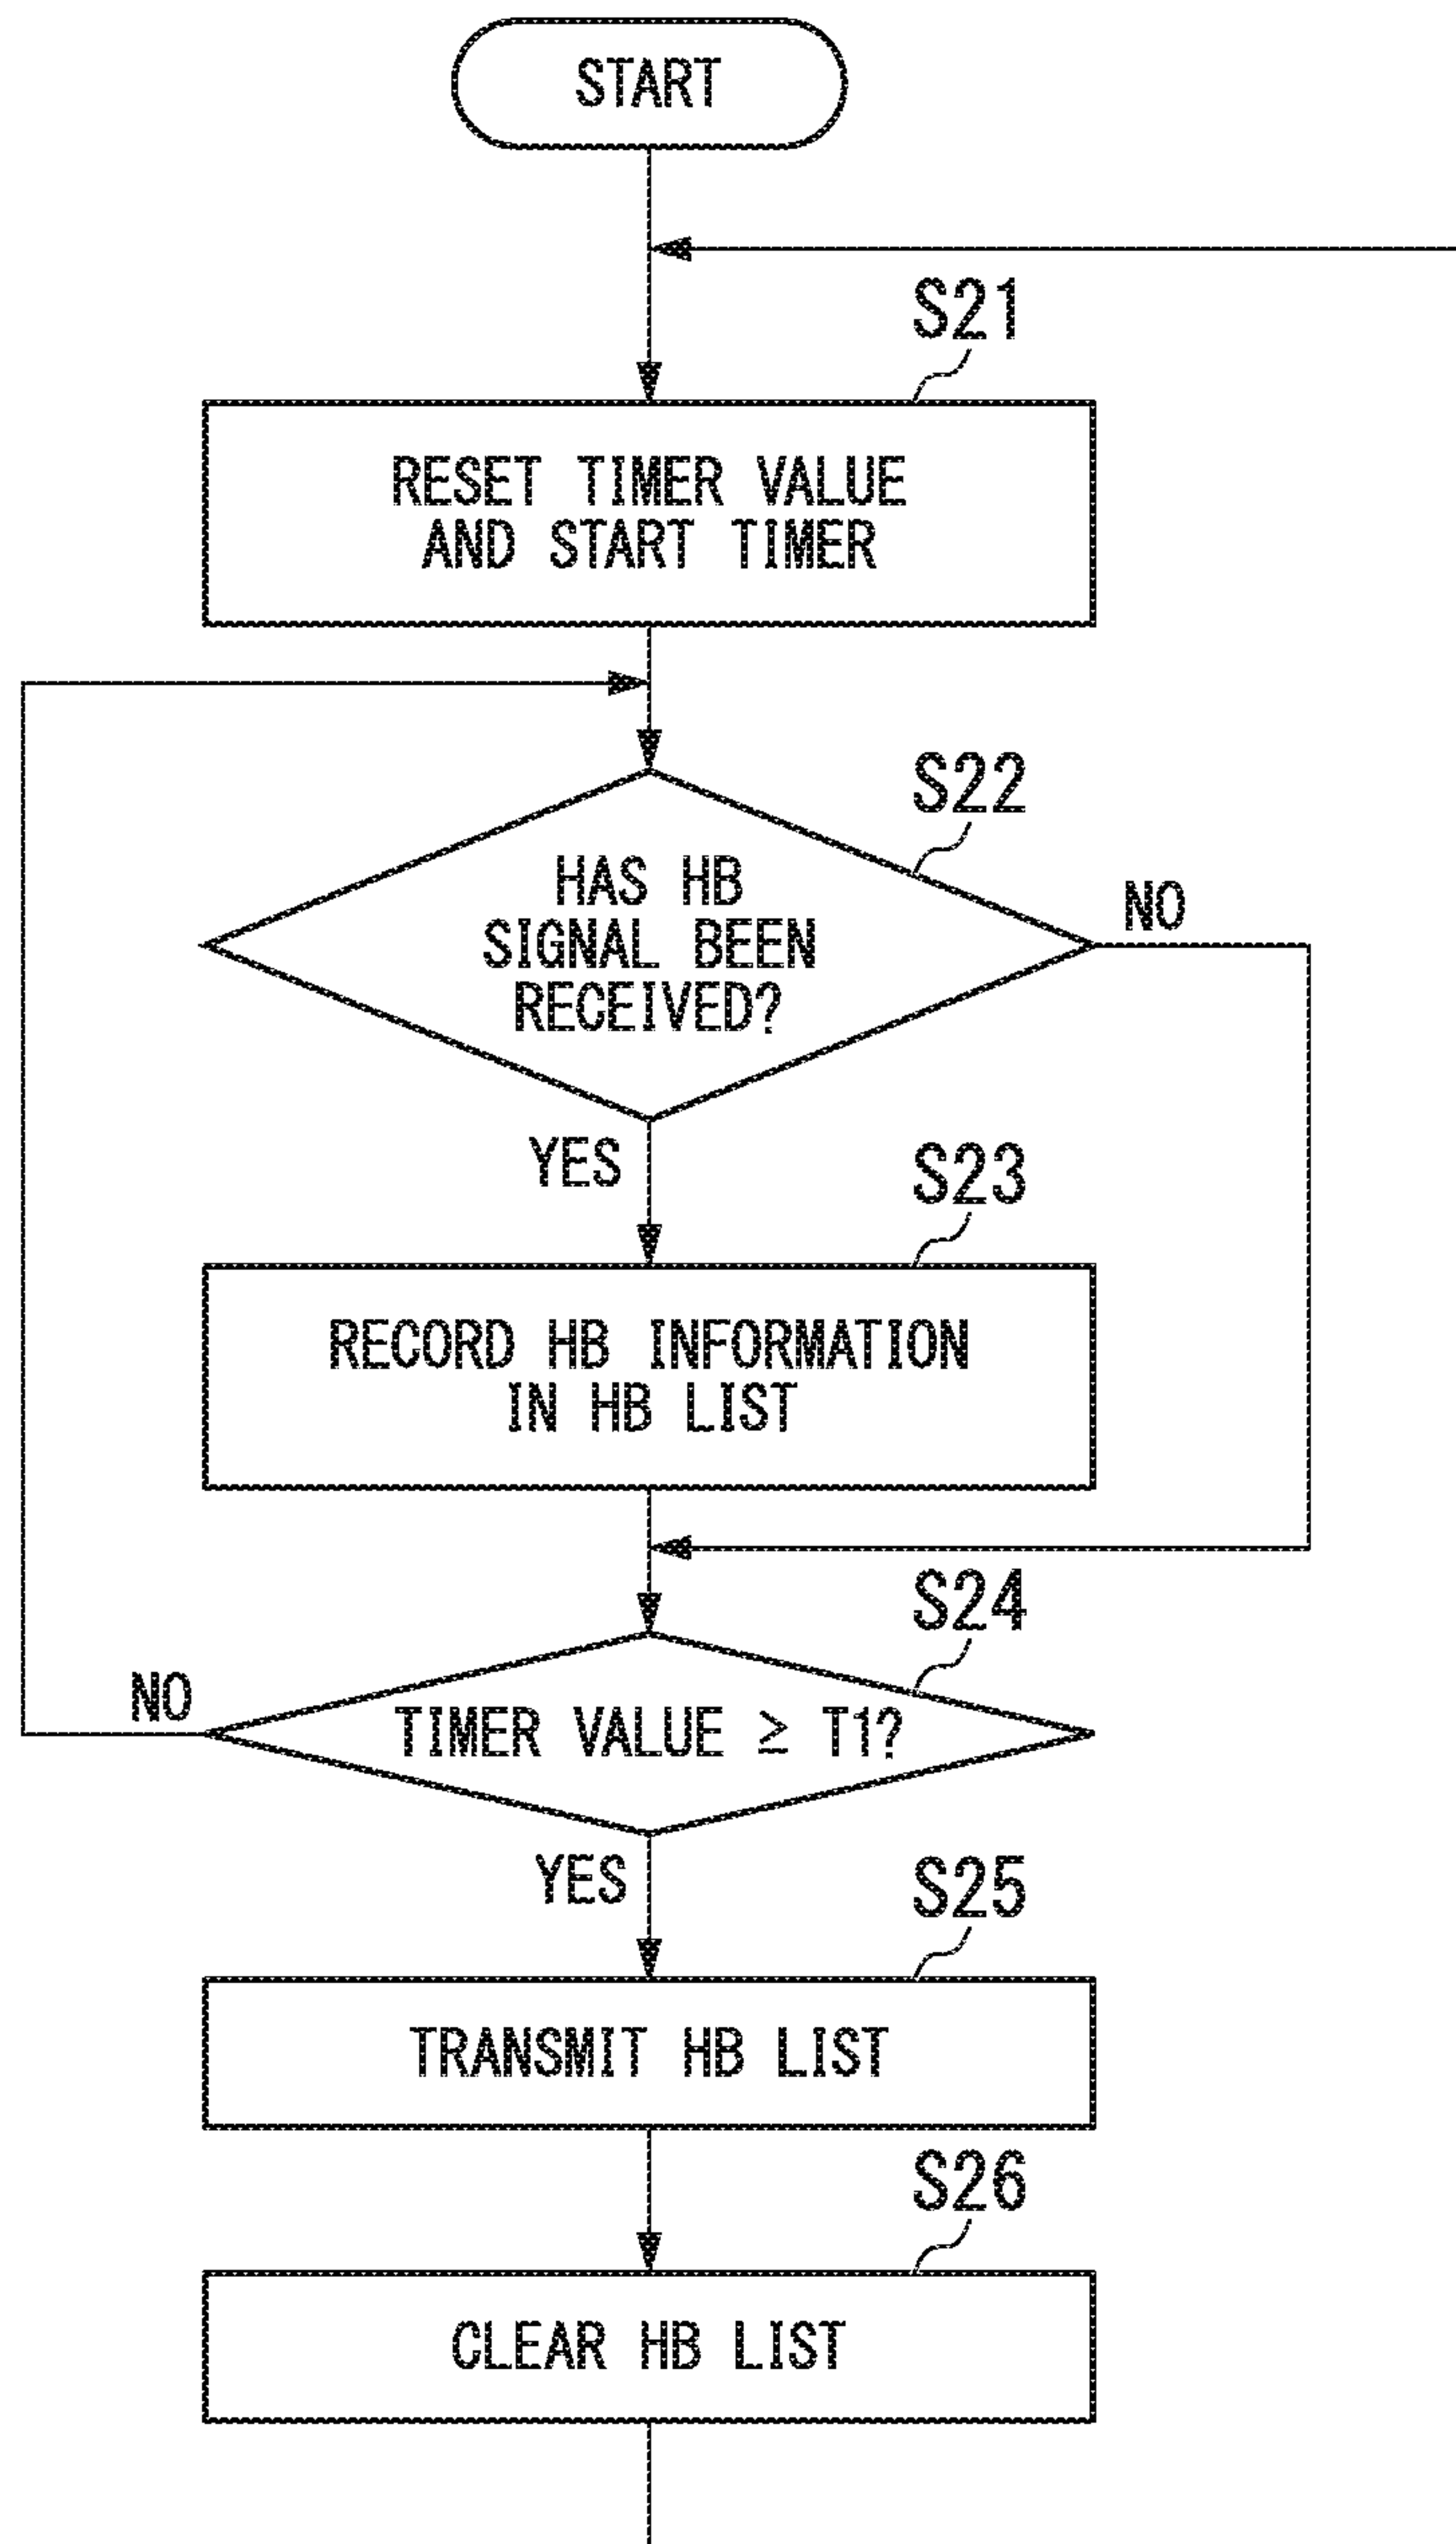 START
S21
RESET TIMER VALUE
AND START TIMER
S22
HAS HB
SIGNAL BEEN
RECEIVED?
NO
YES
S23
RECORD HB INFORMATION
IN HB LIST
S24
NO
TIMER VALUE ≥ T1?
YES
S25
TRANSMIT HB LIST
S26
CLEAR HB LIST